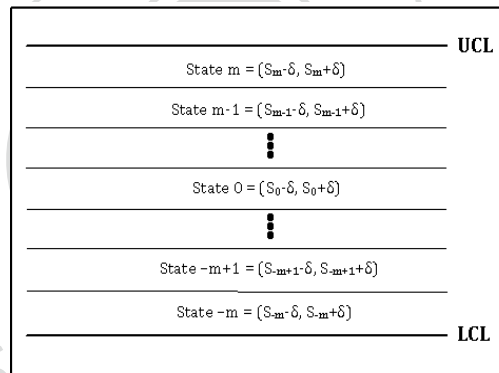 UCL
State m = (Sₘ-δ, Sₘ+δ)
State m-1 = (Sₘ₋₁-δ, Sₘ₋₁+δ)
State 0 = (S₀-δ, S₀+δ)
State –m+1 = (S₋ₘ₊₁-δ, S₋ₘ₊₁+δ)
State –m = (S₋ₘ-δ, S₋ₘ+δ)
LCL